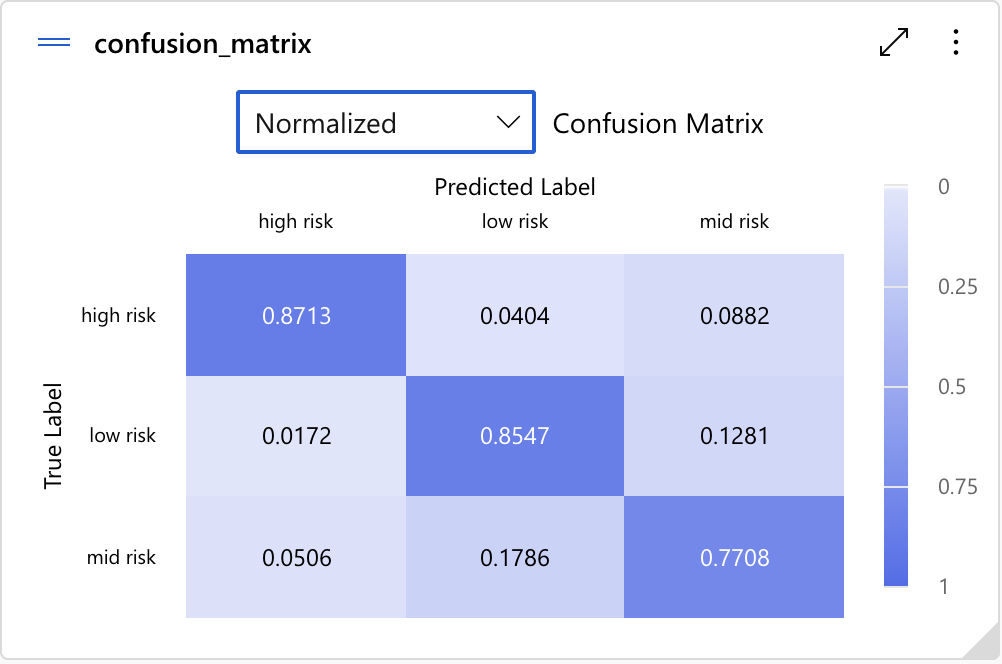 confusion_matrix
Normalized
Confusion Matrix
Predicted Label
high risk low risk mid risk
0
0.25
0.5
0.75
1
True Label
high risk 0.8713 0.0404 0.0882
low risk 0.0172 0.8547 0.1281
mid risk 0.0506 0.1786 0.7708